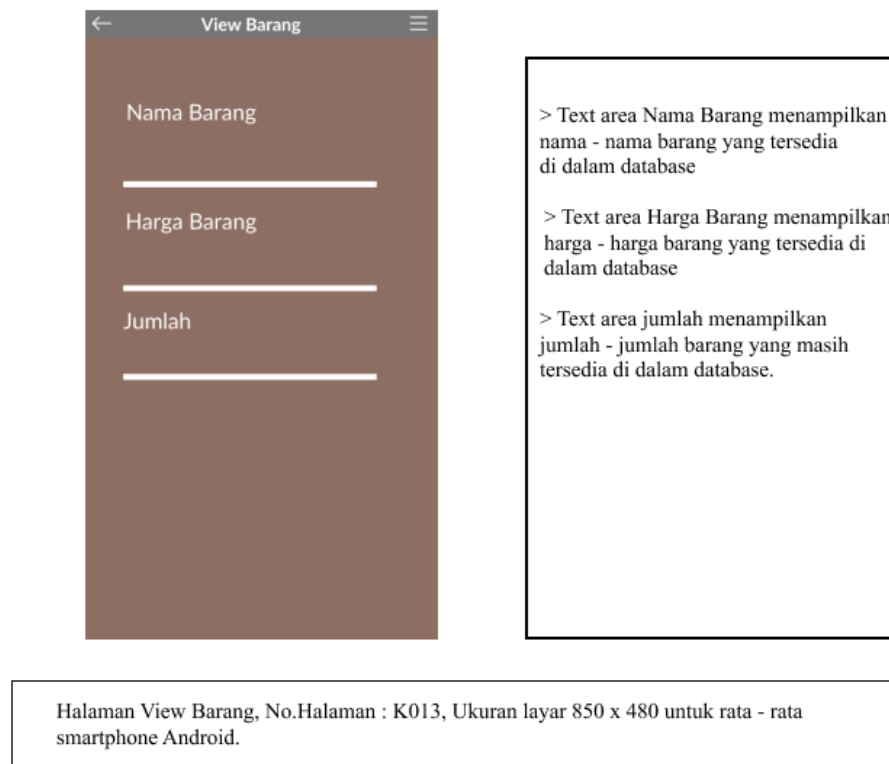 View Barang
Nama Barang
Harga Barang
Jumlah
> Text area Nama Barang menampilkan
nama - nama barang yang tersedia
di dalam database
> Text area Harga Barang menampilkan
harga - harga barang yang tersedia di
dalam database
> Text area jumlah menampilkan
jumlah - jumlah barang yang masih
tersedia di dalam database.
Halaman View Barang, No.Halaman : K013, Ukuran layar 850 x 480 untuk rata - rata
smartphone Android.